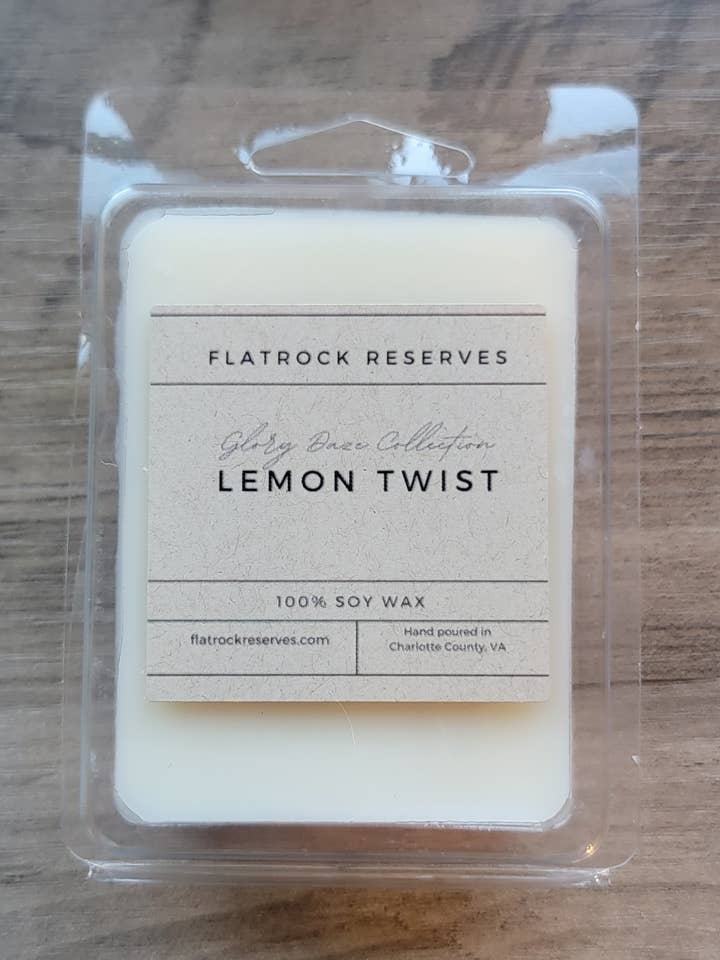 FLATROCK RESERVES
Glory Daze Collection
LEMON TWIST
100% SOY WAX
flatrockreserves.com
Hand poured in
Charlotte County, VA